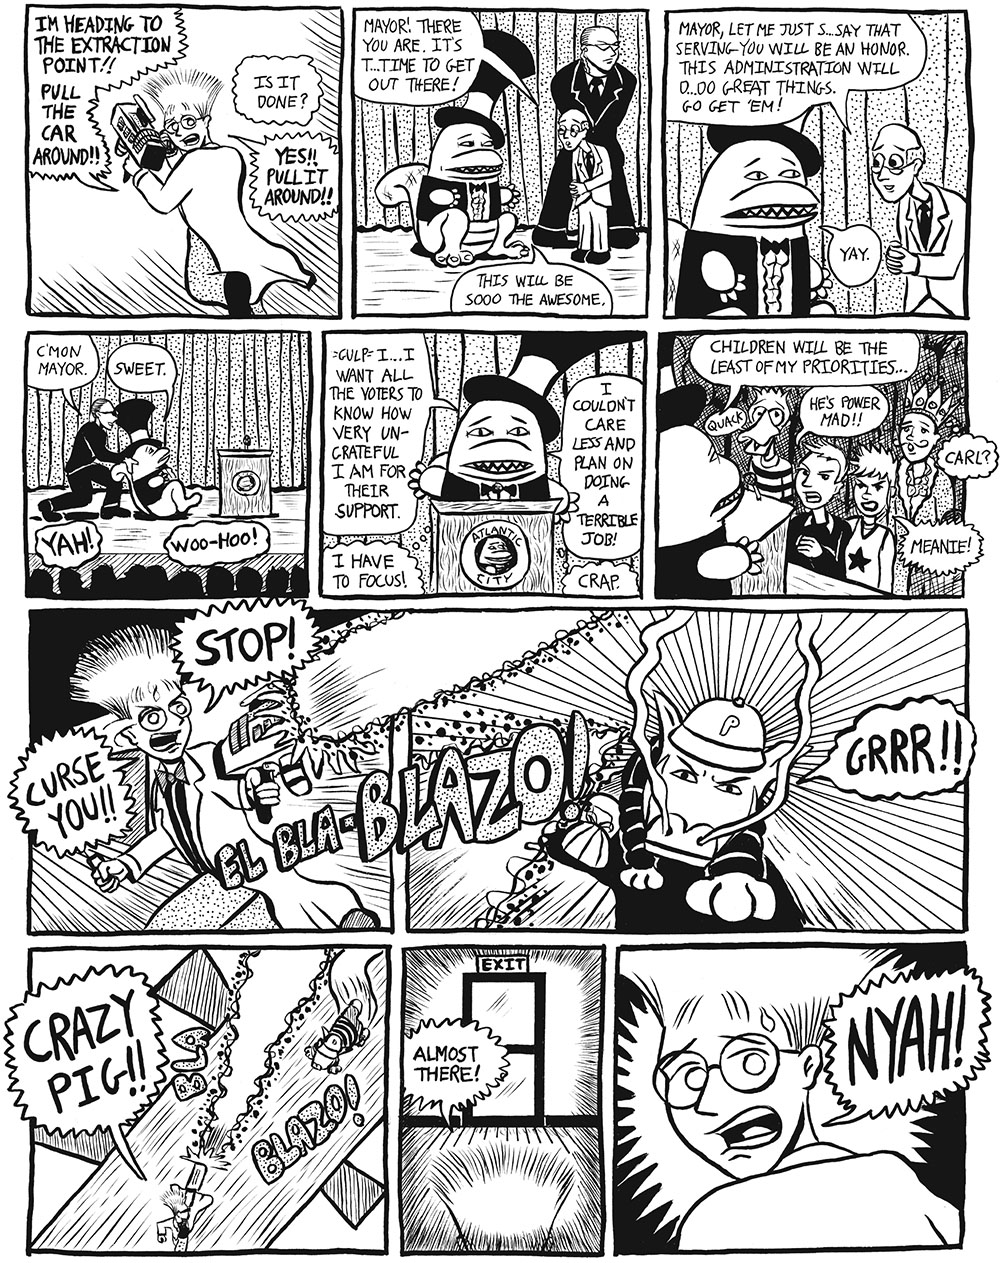 IM HEADING TO
THE EXTRACTION
POINT!!
PULL
THE
CAR
AROUND!!
IS IT
DONE?
YES!!
PULL IT
AROUND!!
MAYOR! THERE
YOU ARE. IT'S
T..TIME TO GET
OUT THERE!
THIS WILL BE
SOOO THE AWESOME.
MAYOR, LET ME JUST S...SAY THAT
SERVING YOU WILL BE AN HONOR.
THIS ADMINISTRATION WILL
D..DO GREAT THINGS.
GO GET 'EM!
YAY.
C'MON
MAYOR.
SWEET.
YAH!
WOO-HOO!
=GULP= I...I
WANT ALL
THE VOTERS TO
KNOW HOW
VERY UN-
GRATEFUL
I AM FOR
THEIR
SUPPORT.
I HAVE
TO FOCUS!
ATLANTIC
CITY
I
COULDN'T
CARE
LESS AND
PLAN ON
DOING
A
TERRIBLE
JOB!
CRAP.
CHILDREN WILL BE THE
LEAST OF MY PRIORITIES...
QUACK
HE'S POWER
MAD!!
CARL?
MEANIE!
STOP!
CURSE
YOU!!
EL BLA-BLAZO!
P
GRRR!!
CRAZY
PIG!!
BLA
BLAZO!
EXIT
ALMOST
THERE!
NYAH!